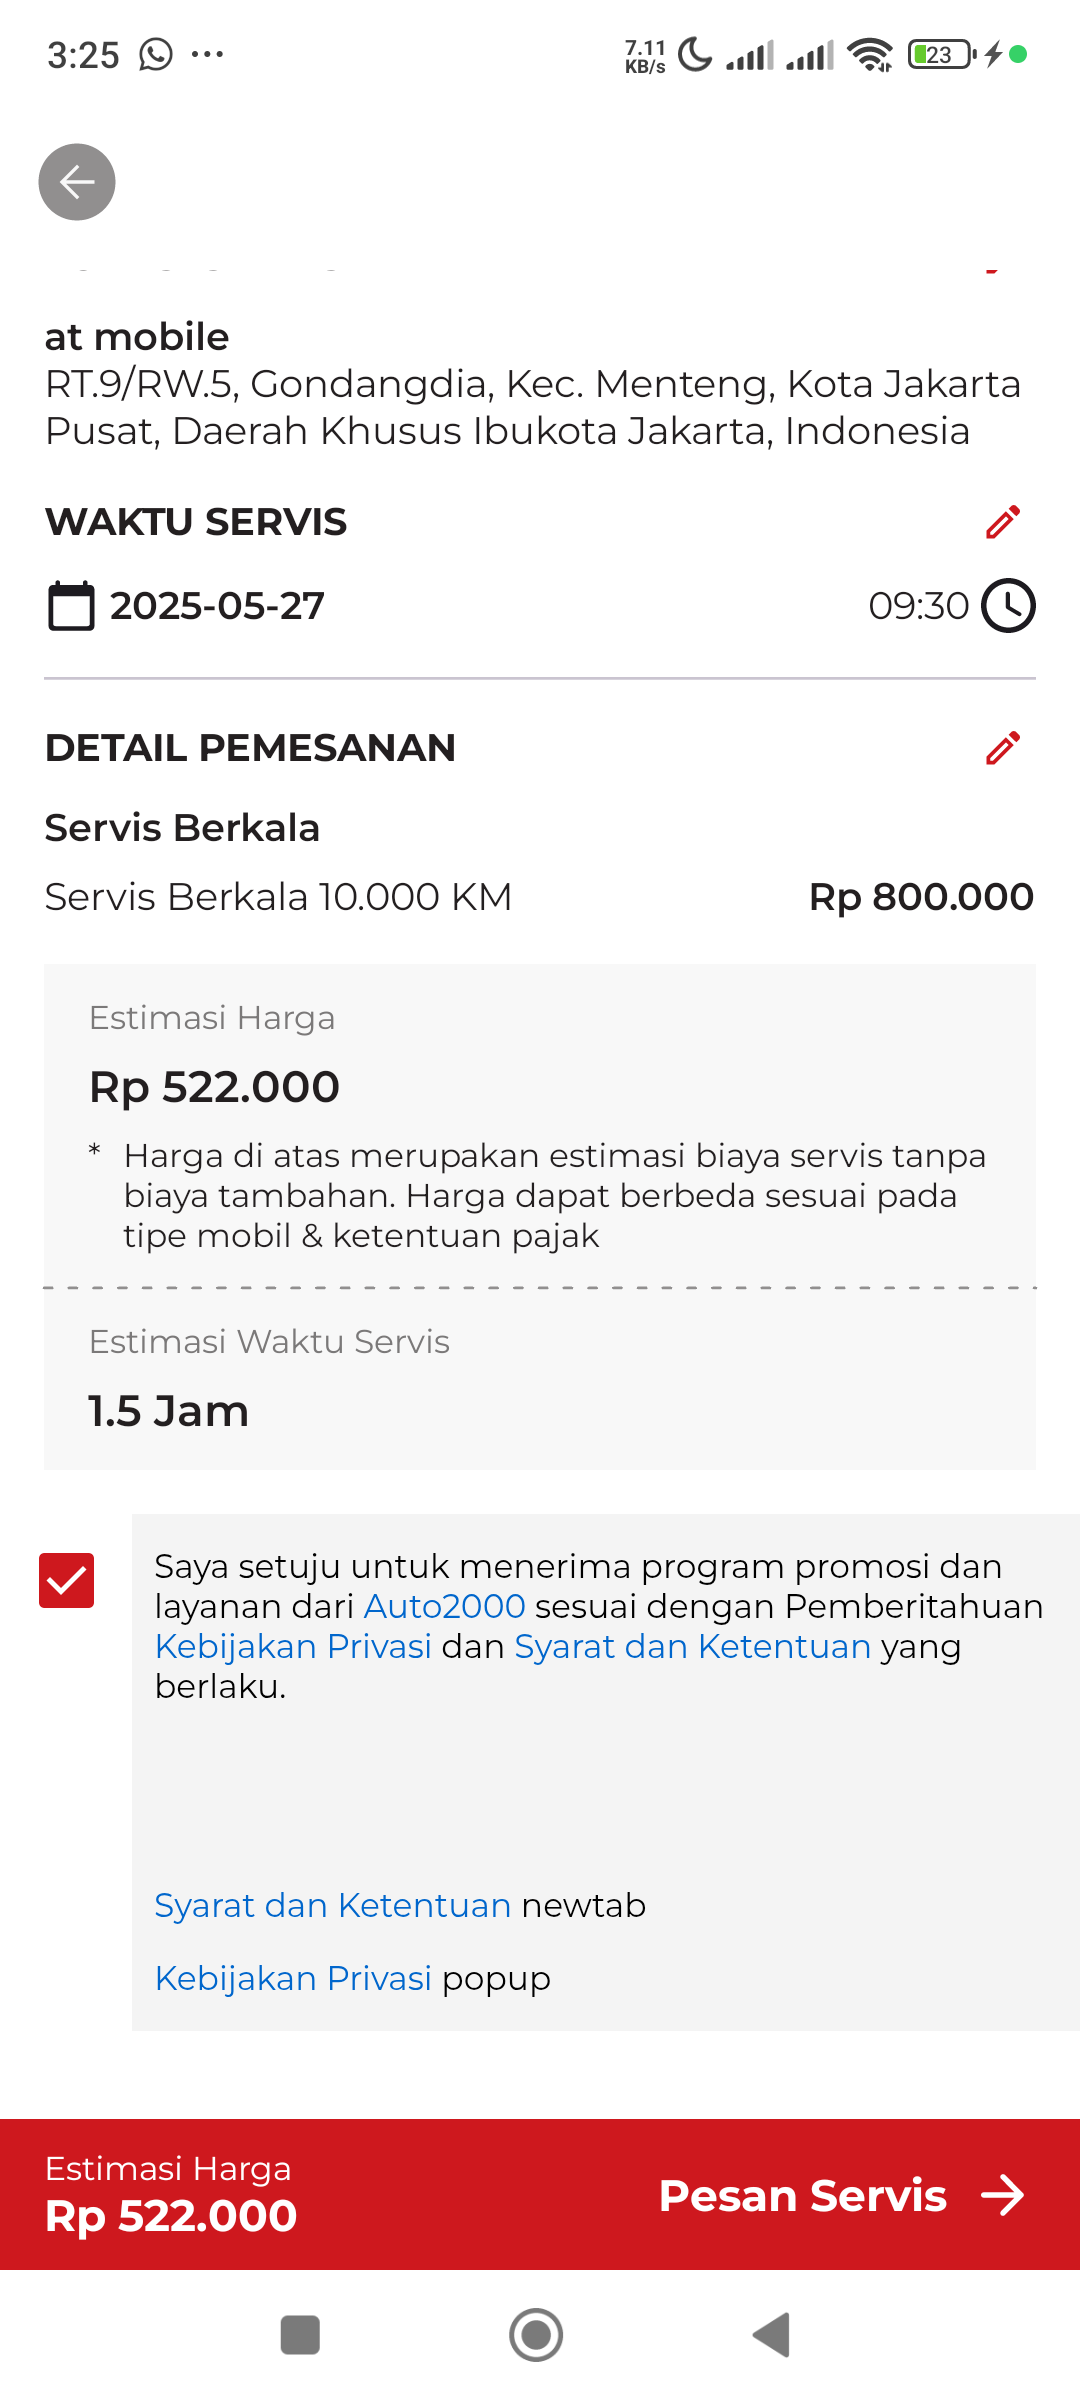 3:25
7.11
KB/s
23
at mobile
RT.9/RW.5, Gondangdia, Kec. Menteng, Kota Jakarta
Pusat, Daerah Khusus Ibukota Jakarta, Indonesia
WAKTU SERVIS
2025-05-27
09:30
DETAIL PEMESANAN
Servis Berkala
Servis Berkala 10.000 KM
Rp 800.000
Estimasi Harga
Rp 522.000
* Harga di atas merupakan estimasi biaya servis tanpa
biaya tambahan. Harga dapat berbeda sesuai pada
tipe mobil & ketentuan pajak
Estimasi Waktu Servis
1.5 Jam
Saya setuju untuk menerima program promosi dan
layanan dari Auto2000 sesuai dengan Pemberitahuan
Kebijakan Privasi dan Syarat dan Ketentuan yang
berlaku.
Syarat dan Ketentuan newtab
Kebijakan Privasi popup
Estimasi Harga
Rp 522.000
Pesan Servis